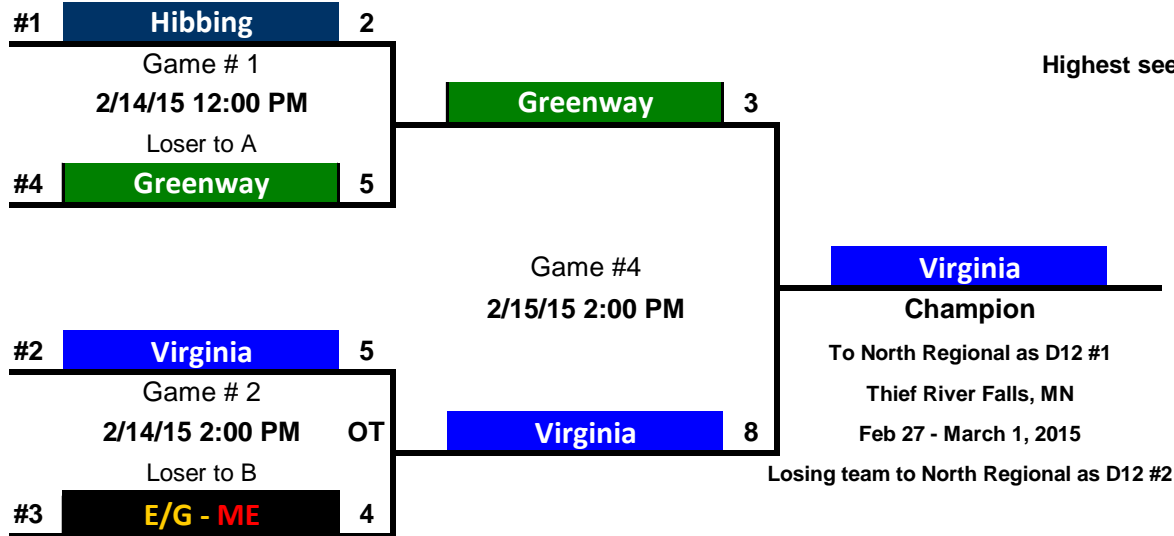 #1 Hibbing 2
Game # 1
Highest see
2/14/15 12:00 PM
Greenway 3
Loser to A
#4 Greenway 5
Game #4
Virginia
2/15/15 2:00 PM
Champion
#2 Virginia 5
To North Regional as D12 #1
Game # 2
Thief River Falls, MN
2/14/15 2:00 PM OT
Virginia 8
Feb 27 - March 1, 2015
Loser to B
Losing team to North Regional as D12 #2
#3 E/G - ME 4